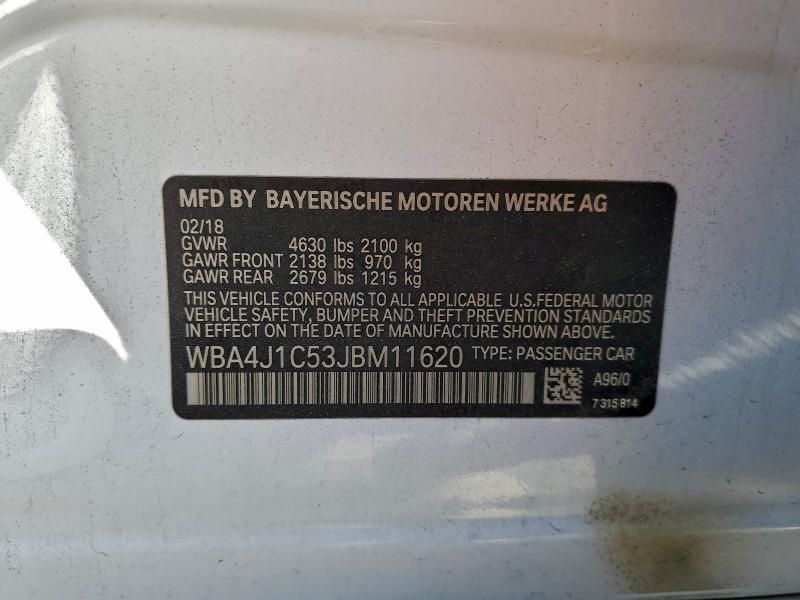 MFD BY BAYERISCHE MOTOREN WERKE AG
02/18
GVWR 4630 lbs 2100 kg
GAWR FRONT 2138 lbs 970 kg
GAWR REAR 2679 lbs 1215 kg
THIS VEHICLE CONFORMS TO ALL APPLICABLE U.S.FEDERAL MOTOR
VEHICLE SAFETY, BUMPER AND THEFT PREVENTION STANDARDS
IN EFFECT ON THE DATE OF MANUFACTURE SHOWN ABOVE.
WBA4J1C53JBM11620 TYPE: PASSENGER CAR
A96/0
7 315 814